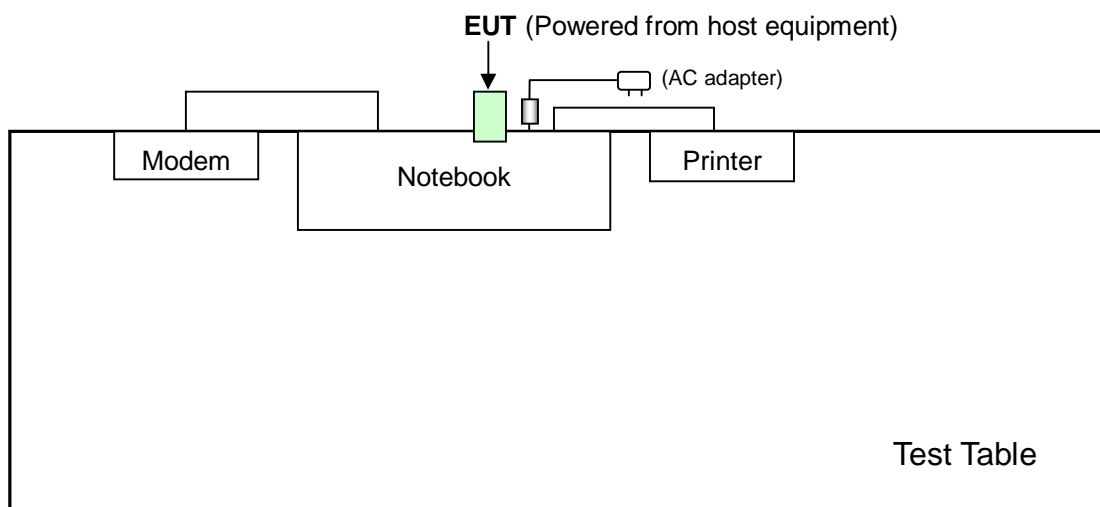 EUT (Powered from host equipment)
(AC adapter)
Modem
Notebook
Printer
Test Table